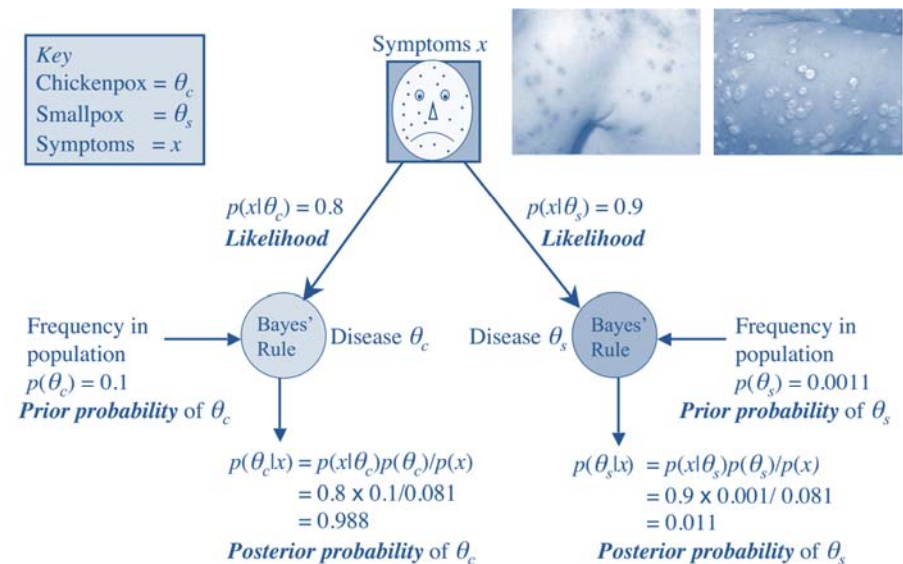 Key
Chickenpox = θc
Smallpox = θs
Symptoms = x
Symptoms x
p(x|θc) = 0.8
Likelihood
p(x|θs) = 0.9
Likelihood
Frequency in
population
p(θc) = 0.1
Prior probability of θc
Bayes’
Rule
Disease θc
Disease θs
Bayes’
Rule
Frequency in
population
p(θs) = 0.0011
Prior probability of θs
p(θc|x) = p(x|θc)p(θc)/p(x)
= 0.8 x 0.1/0.081
= 0.988
Posterior probability of θc
p(θs|x) = p(x|θs)p(θs)/p(x)
= 0.9 x 0.001/ 0.081
= 0.011
Posterior probability of θs